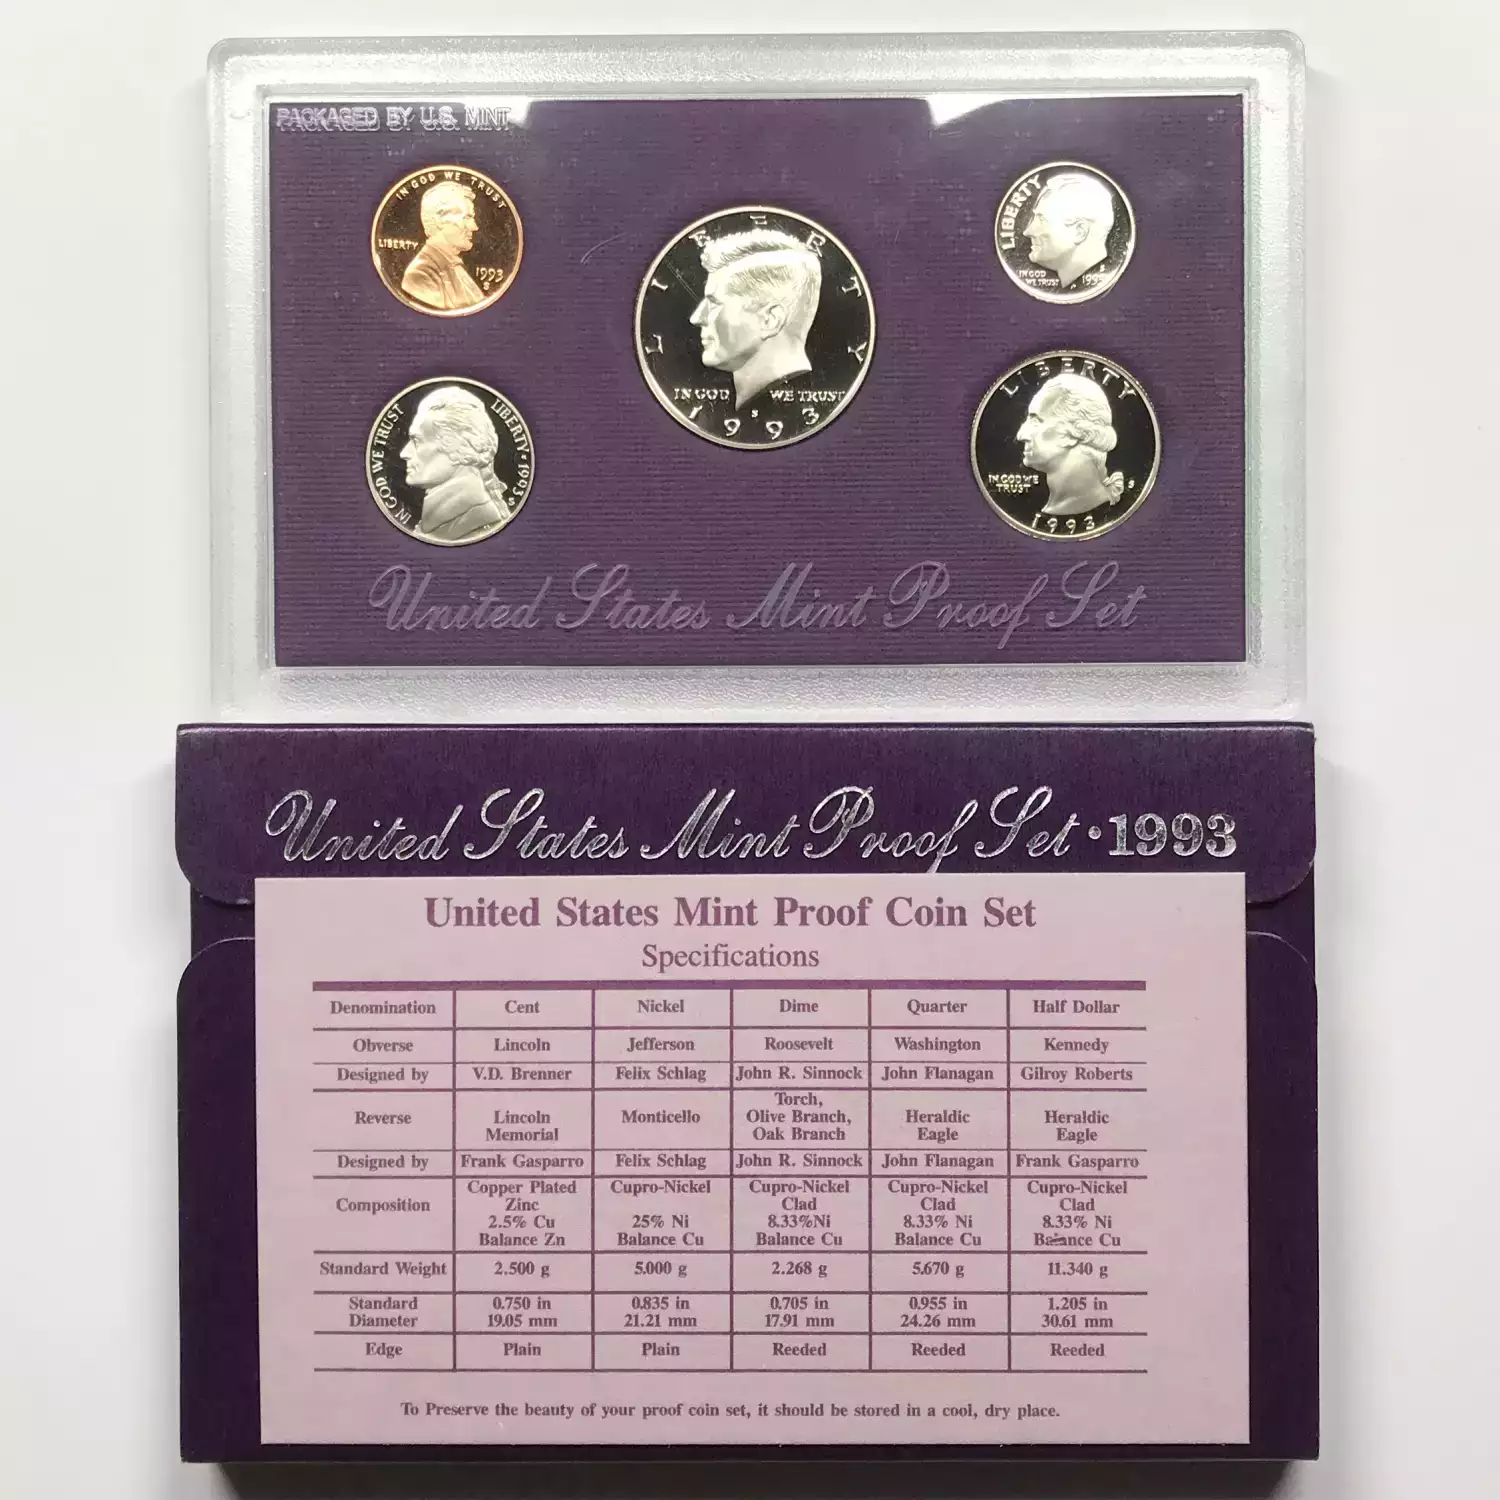 PACKAGED BY U.S. MINT
IN GOD WE TRUST
LIBERTY
1993
S
LIBERTY
IN GOD WE TRUST
1993
S
LIBERTY
IN GOD
WE TRUST
S
IN GOD WE TRUST
LIBERTY 1993
S
LIBERTY
IN GOD WE
TRUST
S
1993
United States Mint Proof Set
United States Mint Proof Set · 1993
United States Mint Proof Coin Set
Specifications
Denomination Cent Nickel Dime Quarter Half Dollar
Obverse Lincoln Jefferson Roosevelt Washington Kennedy
Designed by V.D. Brenner Felix Schlag John R. Sinnock John Flanagan Gilroy Roberts
Torch,
Reverse Lincoln Monticello Olive Branch, Heraldic Heraldic
Memorial Oak Branch Eagle Eagle
Designed by Frank Gasparro Felix Schlag John R. Sinnock John Flanagan Frank Gasparro
Copper Plated Cupro-Nickel Cupro-Nickel Cupro-Nickel Cupro-Nickel
Composition Zinc Clad Clad Clad
2.5% Cu 25% Ni 8.33%Ni 8.33% Ni 8.33% Ni
Balance Zn Balance Cu Balance Cu Balance Cu Balance Cu
Standard Weight 2.500 g 5.000 g 2.268 g 5.670 g 11.340 g
Standard 0.750 in 0.835 in 0.705 in 0.955 in 1.205 in
Diameter 19.05 mm 21.21 mm 17.91 mm 24.26 mm 30.61 mm
Edge Plain Plain Reeded Reeded Reeded
To Preserve the beauty of your proof coin set, it should be stored in a cool, dry place.